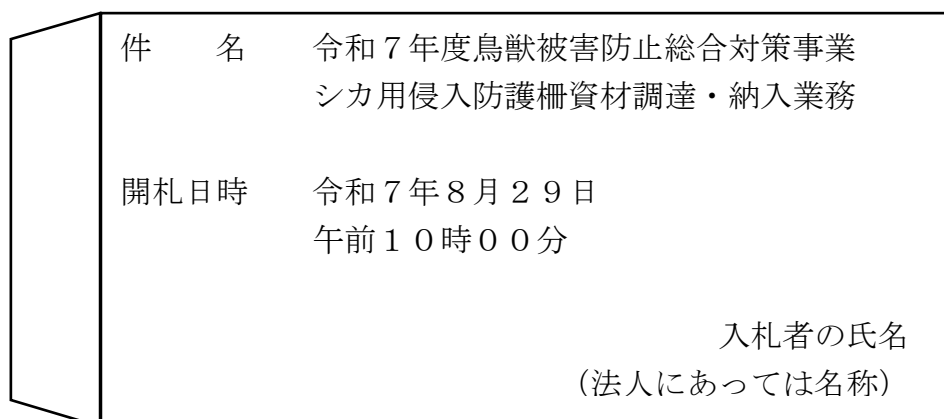 件　　名　　令和７年度鳥獣被害防止総合対策事業
シカ用侵入防護柵資材調達・納入業務
開札日時　　令和７年８月２９日
午前１０時００分
入札者の氏名
（法人にあっては名称）